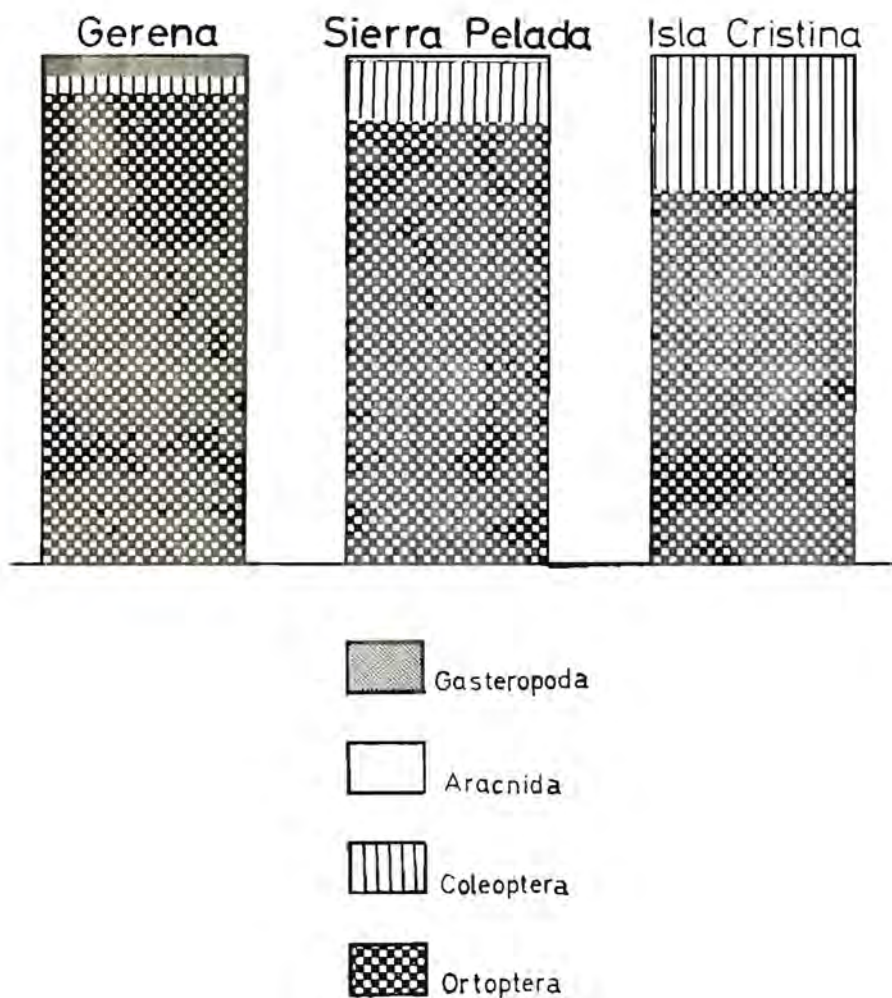 Gerena Sierra Pelada Isla Cristina
Gasteropoda
Aracnida
Coleoptera
Ortoptera